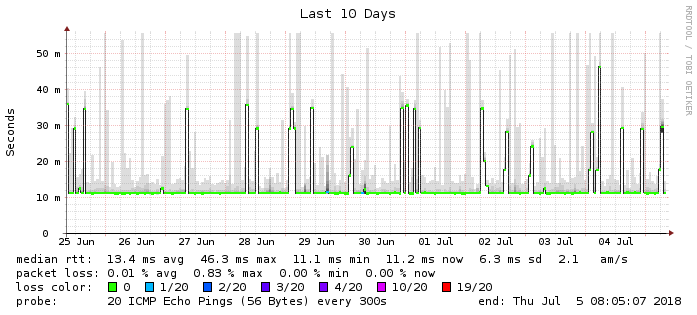 Last 10 Days
RRDTOOL / TOBI OETIKER
Seconds
50 m
40 m
30 m
20 m
10 m
0
25 Jun 26 Jun 27 Jun 28 Jun 29 Jun 30 Jun 01 Jul 02 Jul 03 Jul 04 Jul
median rtt: 13.4 ms avg 46.3 ms max 11.1 ms min 11.2 ms now 6.3 ms sd 2.1 am/s
packet loss: 0.01 % avg 0.83 % max 0.00 % min 0.00 % now
loss color: 0 1/20 2/20 3/20 4/20 10/20 19/20
probe: 20 ICMP Echo Pings (56 Bytes) every 300s end: Thu Jul 5 08:05:07 2018